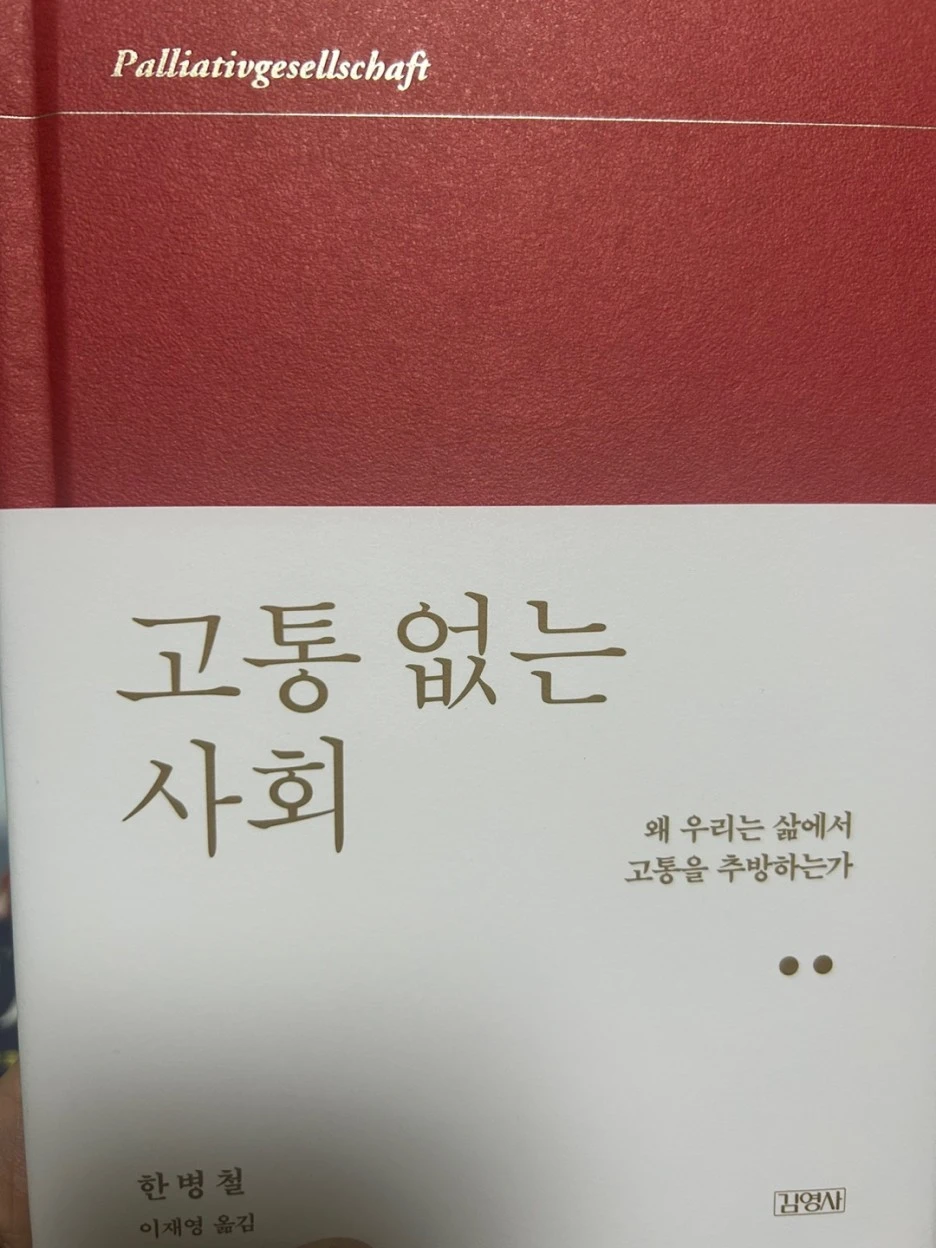 Palliativgesellschaft
고통 없는
사회
왜 우리는 삶에서
고통을 추방하는가
한병철
이재영 옮김
김영사